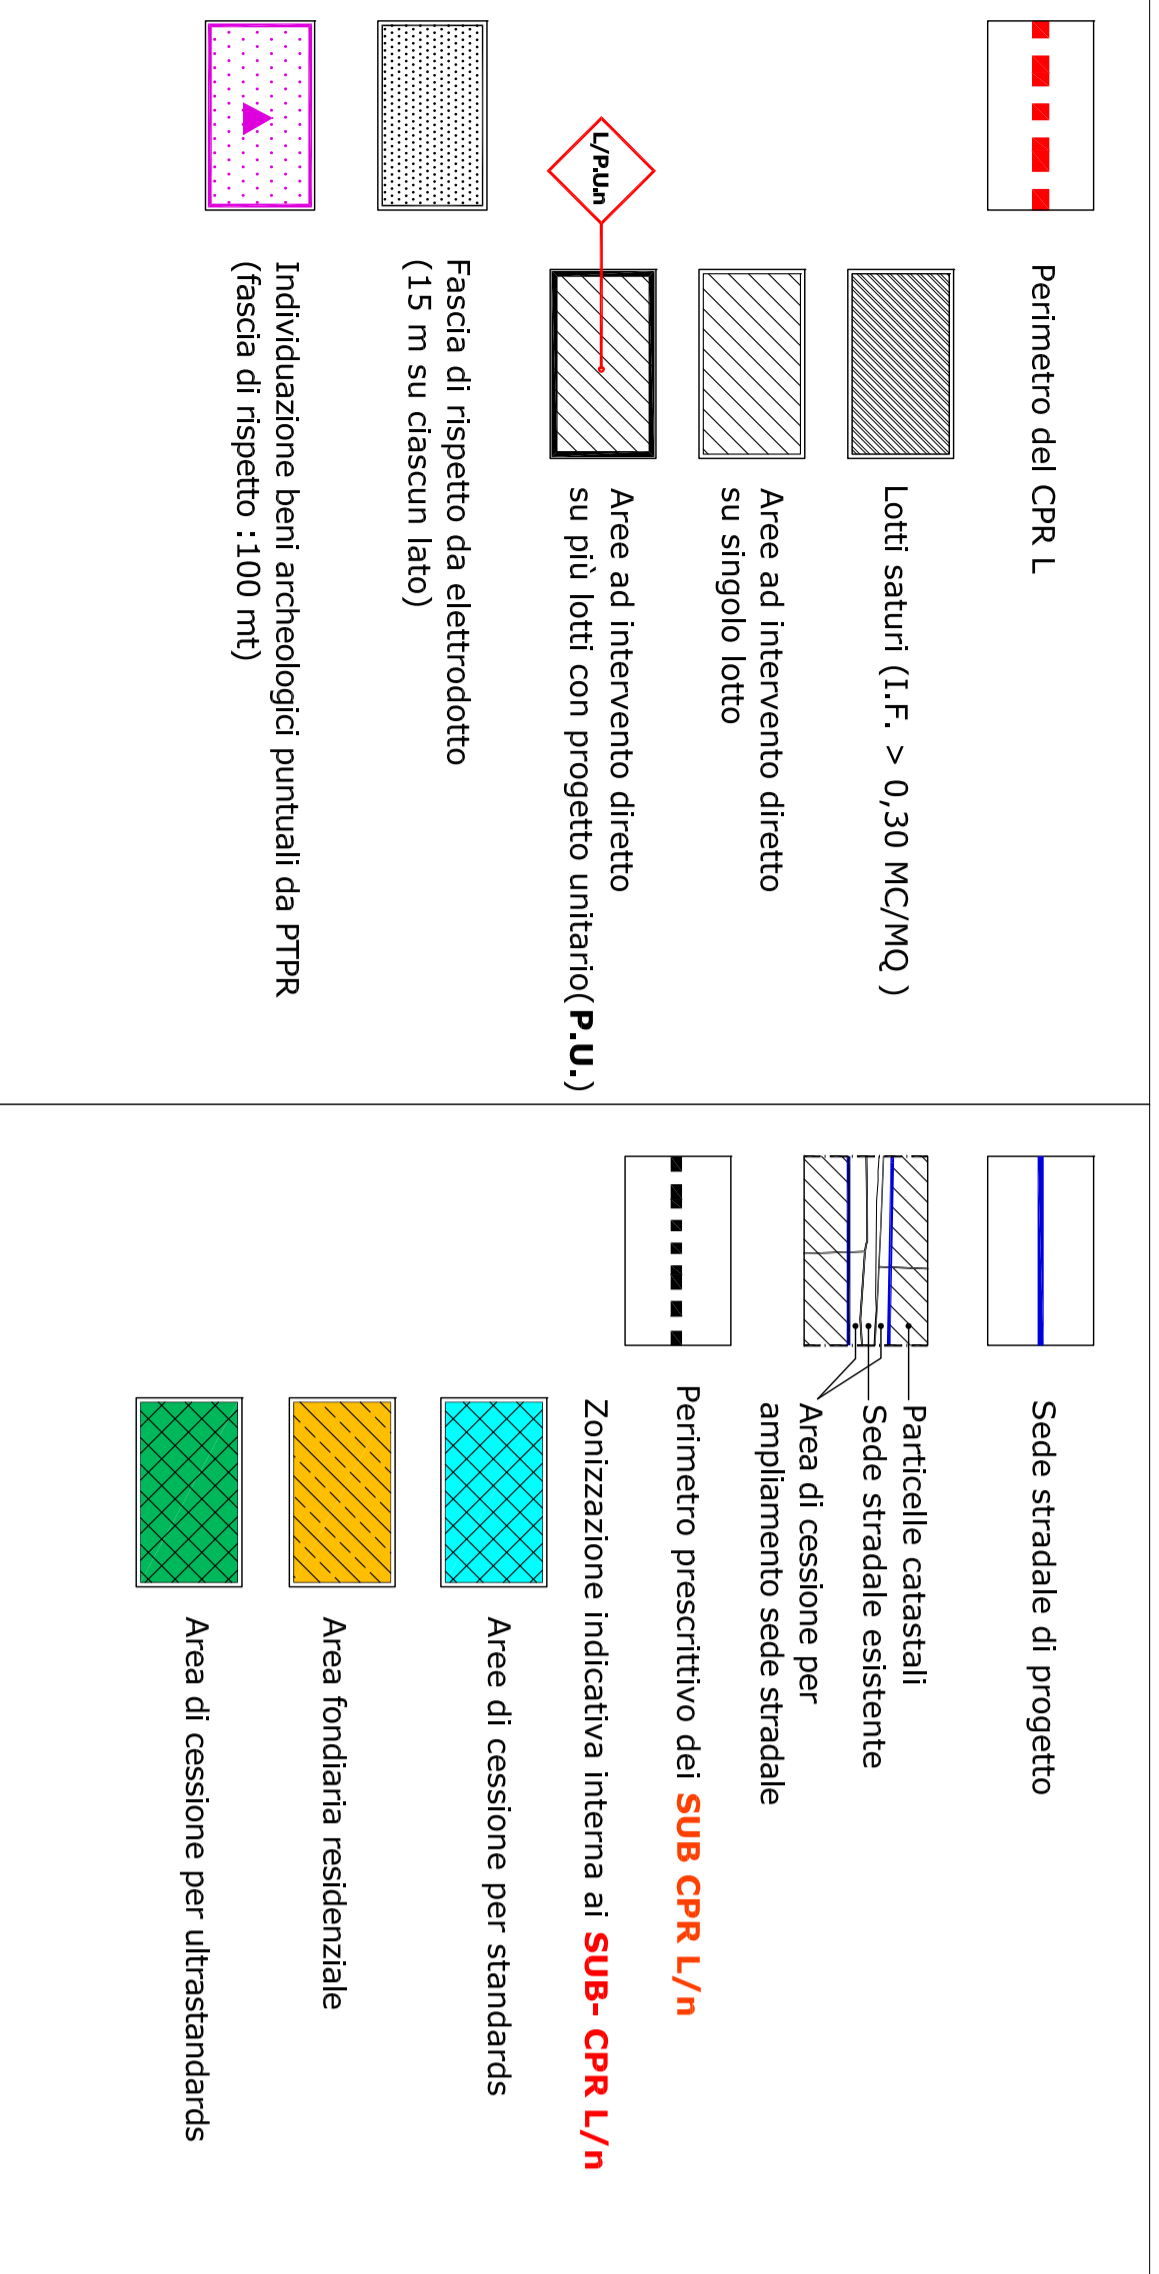 Perimetro del CPR L
Lotti saturi (I.F. > 0,30 MC/MQ )
Aree ad intervento diretto
su singolo lotto
L/P.U.n
Aree ad intervento diretto
su più lotti con progetto unitario(P.U.)
Fascia di rispetto da elettrodotto
(15 m su ciascun lato)
Individuazione beni archeologici puntuali da PTPR
(fascia di rispetto :100 mt)
Sede stradale di progetto
Particelle catastali
Sede stradale esistente
Area di cessione per
ampliamento sede stradale
Perimetro prescrittivo dei SUB CPR L/n
Zonizzazione indicativa interna ai SUB- CPR L/n
Aree di cessione per standards
Area fondiaria residenziale
Area di cessione per ultrastandards